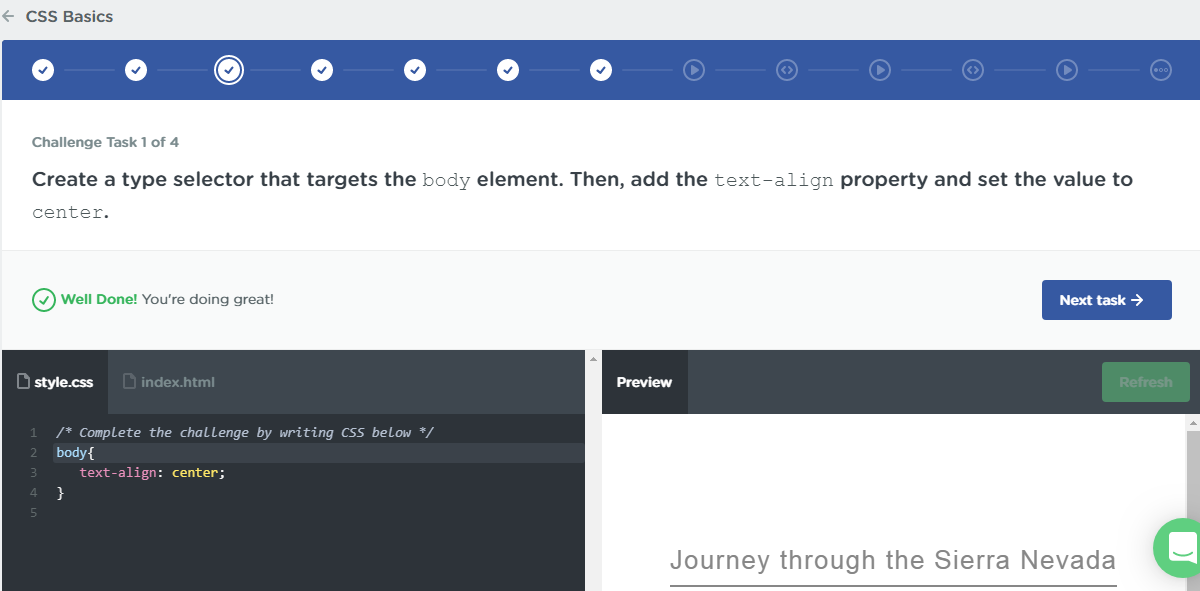 ← CSS Basics
Challenge Task 1 of 4
Create a type selector that targets the body element. Then, add the text-align property and set the value to
center.
Well Done! You're doing great!
Next task →
style.css
index.html
Preview
Refresh
1 /* Complete the challenge by writing CSS below */
2 body{
3 text-align: center;
4 }
5
Journey through the Sierra Nevada